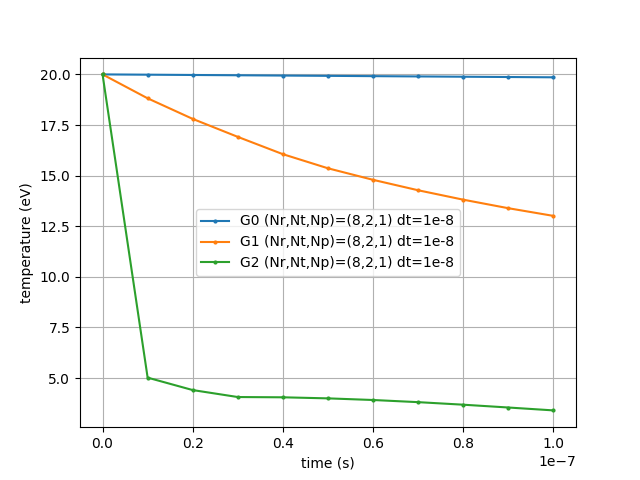 20.0
17.5
15.0
12.5
10.0
7.5
5.0
temperature (eV)
G0 (Nr,Nt,Np)=(8,2,1) dt=1e-8
G1 (Nr,Nt,Np)=(8,2,1) dt=1e-8
G2 (Nr,Nt,Np)=(8,2,1) dt=1e-8
0.0 0.2 0.4 0.6 0.8 1.0
1e−7
time (s)